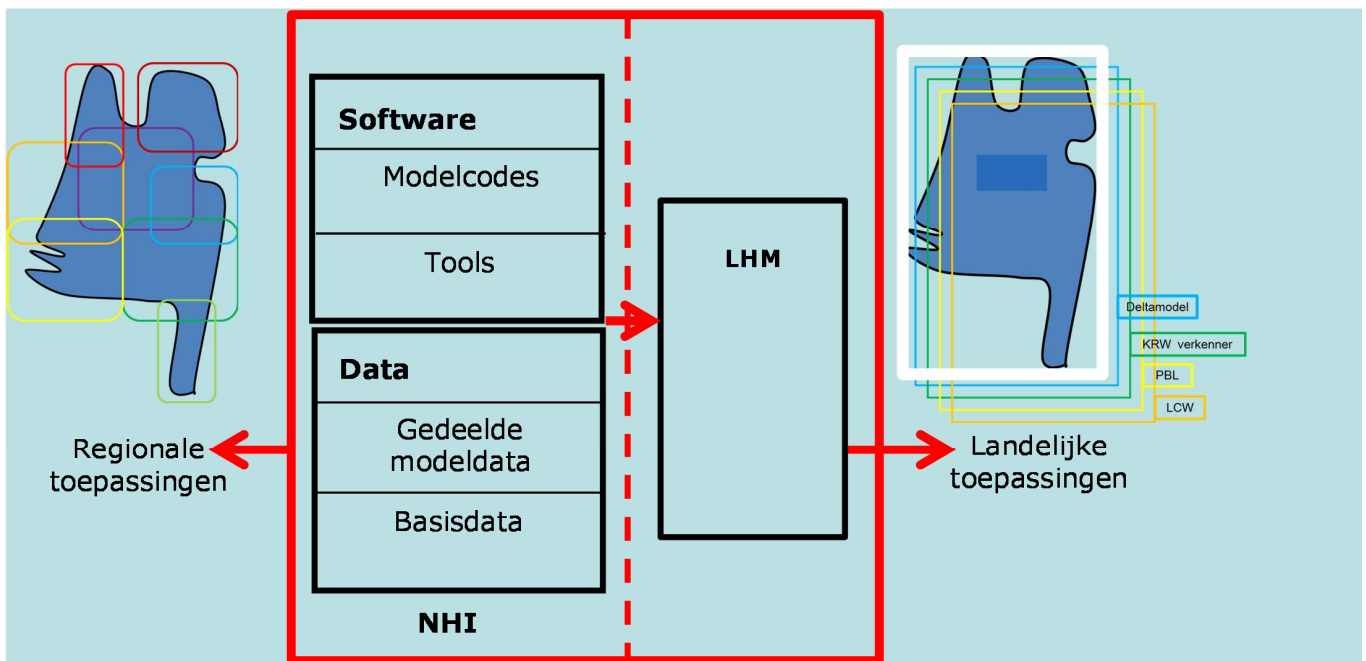 Regionale
toepassingen
Software
Modelcodes
Tools
Data
Gedeelde
modeldata
Basisdata
NHI
LHM
Deltamodel
KRW verkenner
PBL
LCW
Landelijke
toepassingen